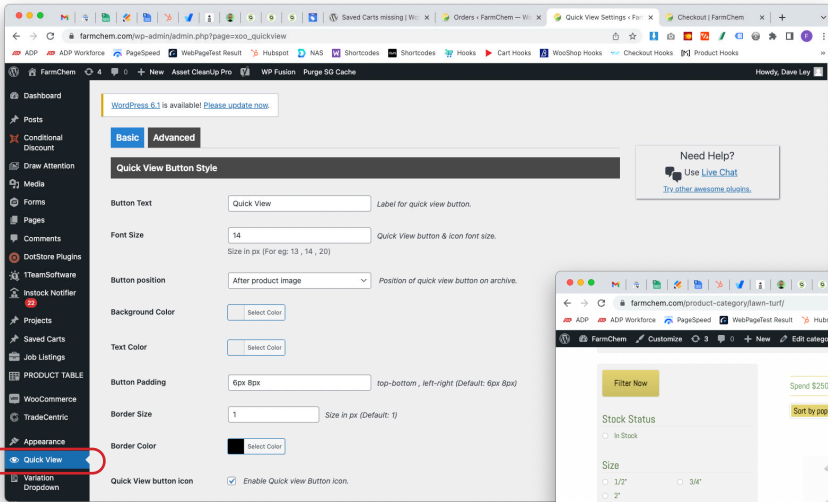 Saved Carts missing | Wo
Orders ‹ FarmChem — W
Quick View Settings ‹ Far
Checkout | FarmChem
farmchem.com/wp-admin/admin.php?page=xoo_quickview
ADP
ADP Workforce
PageSpeed
WebPageTest Result
Hubspot
NAS
Shortcodes
Shortcodes
Hooks
Cart Hooks
WooShop Hooks
Checkout Hooks
Product Hooks
FarmChem
4
0
+ New
Asset CleanUp Pro
WP Fusion
Purge SG Cache
Howdy, Dave Ley
Dashboard
Posts
Conditional
Discount
Draw Attention
Media
Forms
Pages
Comments
DotStore Plugins
1TeamSoftware
Instock Notifier
22
Projects
Saved Carts
Job Listings
PRODUCT TABLE
WooCommerce
TradeCentric
Appearance
Quick View
Variation
Dropdown
WordPress 6.1 is available! Please update now.
Basic
Advanced
Quick View Button Style
Button Text
Quick View
Label for quick view button.
Font Size
14
Quick View button & icon font size.
Size in px (For eg: 13 , 14 , 20)
Button position
After product image
Position of quick view button on archive.
Background Color
Select Color
Text Color
Select Color
Button Padding
6px 8px
top-bottom , left-right (Default: 6px 8px)
Border Size
1
Size in px (Default: 1)
Border Color
Select Color
Quick View button icon
Enable Quick view Button icon.
Need Help?
Use Live Chat
Try other awesome plugins.
farmchem.com/product-category/lawn-turf/
ADP
ADP Workforce
PageSpeed
WebPageTest Result
Hubs
FarmChem
Customize
3
0
+ New
Edit catego
Filter Now
Spend $250
Sort by pop
Stock Status
In Stock
Size
1/2"
3/4"
2"